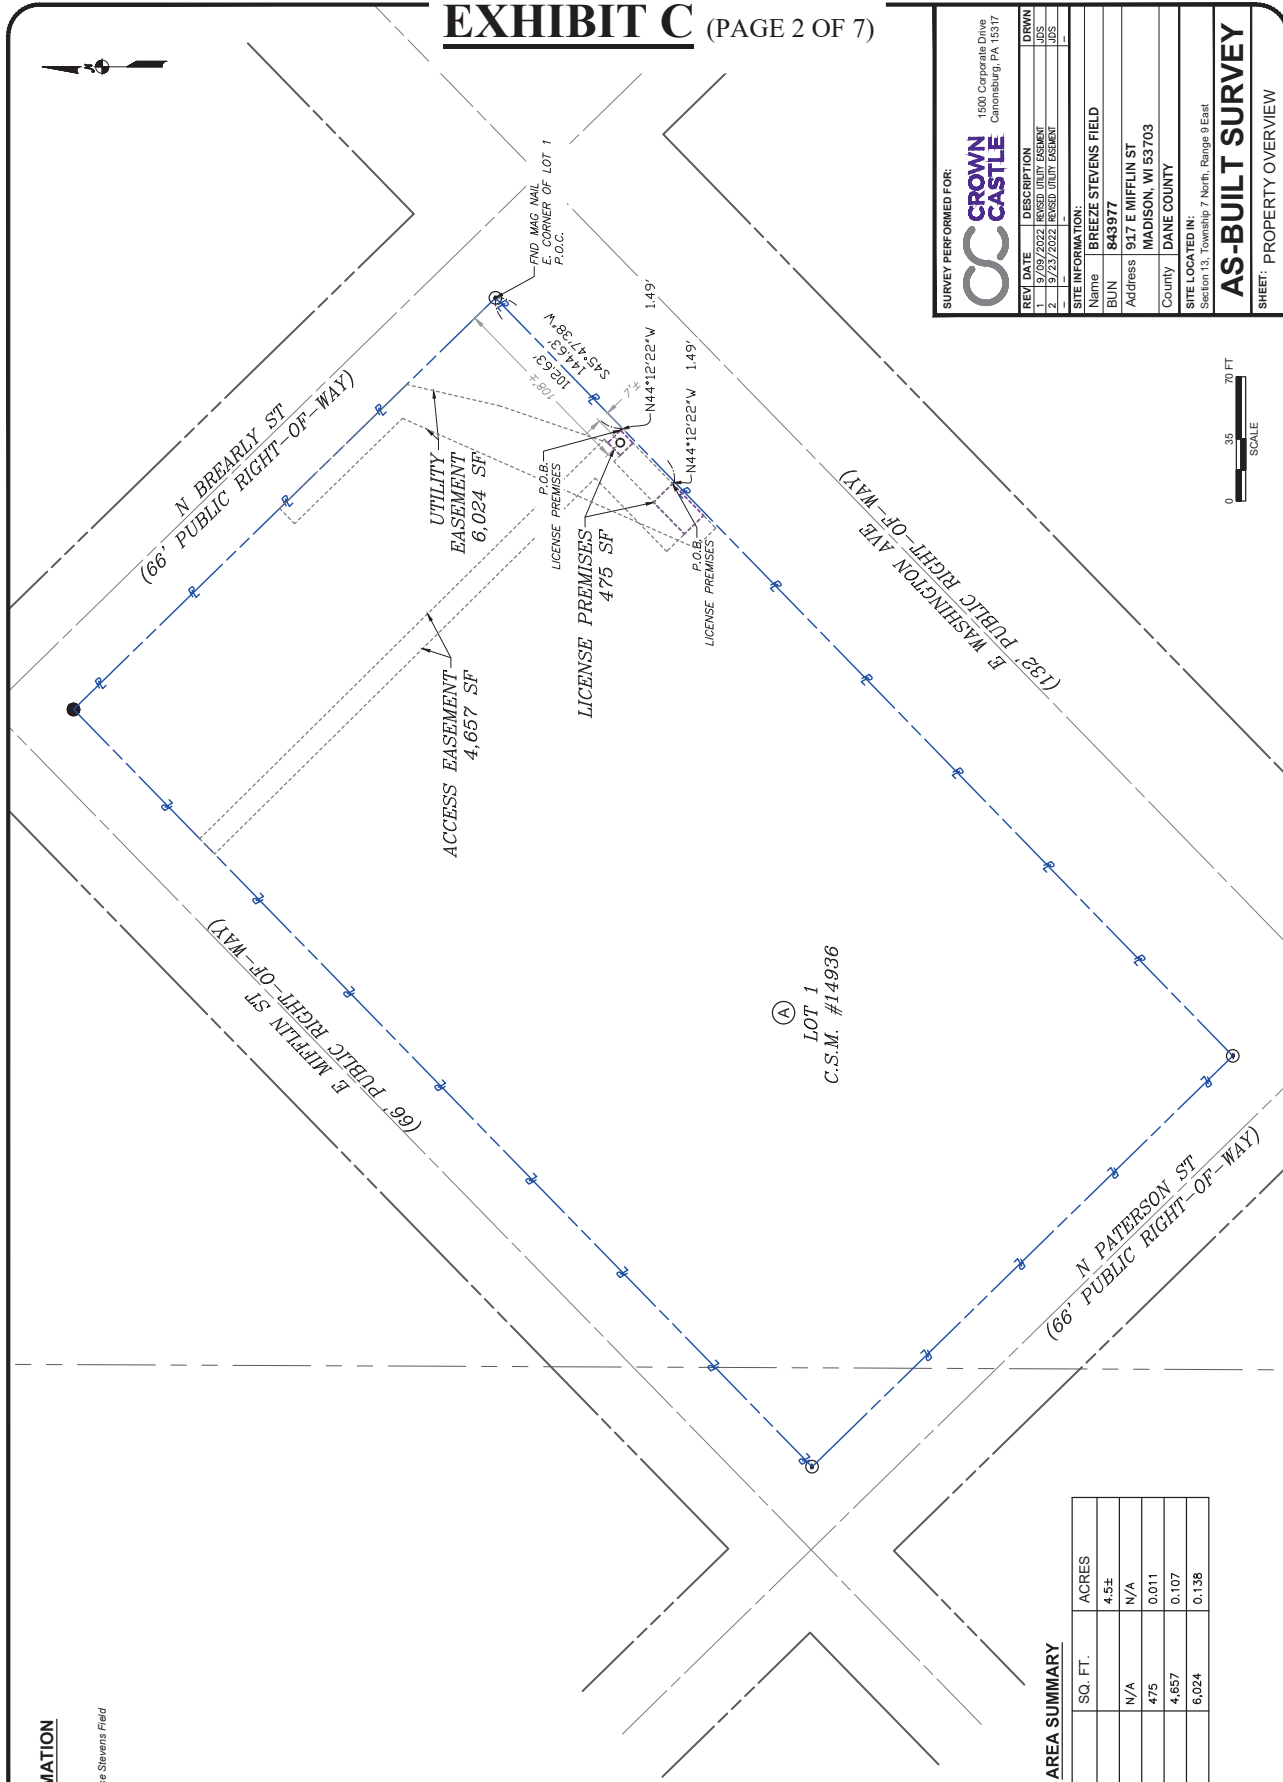 EXHIBIT C (PAGE 2 OF 7)
SURVEY PERFORMED FOR:
CROWN
CASTLE
1500 Corporate Drive
Canonsburg, PA 15317
REV DATE DESCRIPTION DRWN
1 9/09/2022 REVISED UTILITY EASEMENT JDS
2 9/23/2022 REVISED UTILITY EASEMENT JDS
- - - -
SITE INFORMATION:
Name BREEZE STEVENS FIELD
BUN 843977
Address 917 E MIFFLIN ST
MADISON, WI 53703
County DANE COUNTY
SITE LOCATED IN:
Section 13, Township 7 North, Range 9 East
AS-BUILT SURVEY
SHEET: PROPERTY OVERVIEW
FND MAG NAIL
E. CORNER OF LOT 1
P.O.C.
N BREARLY ST
(66' PUBLIC RIGHT-OF-WAY)
S45°47'38"W
144.63'
102.63'
108'±
7'±
N44°12'22"W 1.49'
N44°12'22"W 1.49'
UTILITY
EASEMENT
6,024 SF
P.O.B.
LICENSE PREMISES
LICENSE PREMISES
475 SF
P.O.B.
LICENSE PREMISES
ACCESS EASEMENT
4,657 SF
E WASHINGTON AVE
(132' PUBLIC RIGHT-OF-WAY)
0 35 70 FT
SCALE
E MIFFLIN ST
(66' PUBLIC RIGHT-OF-WAY)
A
LOT 1
C.S.M. #14936
N PATERSON ST
(66' PUBLIC RIGHT-OF-WAY)
MATION
e Stevens Field
AREA SUMMARY
SQ. FT. ACRES
4.5±
N/A N/A
475 0.011
4,657 0.107
6,024 0.138